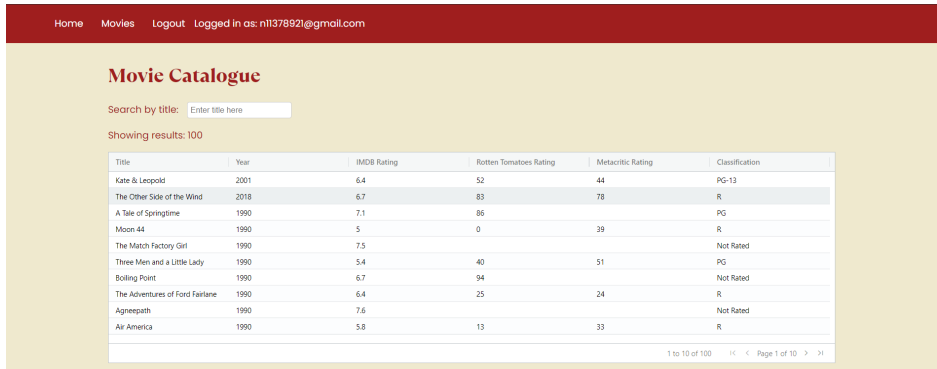 Home Movies Logout Logged in as: n11378921@gmail.com
Movie Catalogue
Search by title: Enter title here
Showing results: 100
Title Year IMDB Rating Rotten Tomatoes Rating Metacritic Rating Classification
Kate & Leopold 2001 6.4 52 44 PG-13
The Other Side of the Wind 2018 6.7 83 78 R
A Tale of Springtime 1990 7.1 86 PG
Moon 44 1990 5 0 39 R
The Match Factory Girl 1990 7.5 Not Rated
Three Men and a Little Lady 1990 5.4 40 51 PG
Boiling Point 1990 6.7 94 Not Rated
The Adventures of Ford Fairlane 1990 6.4 25 24 R
Agneepath 1990 7.6 Not Rated
Air America 1990 5.8 13 33 R
1 to 10 of 100 Page 1 of 10